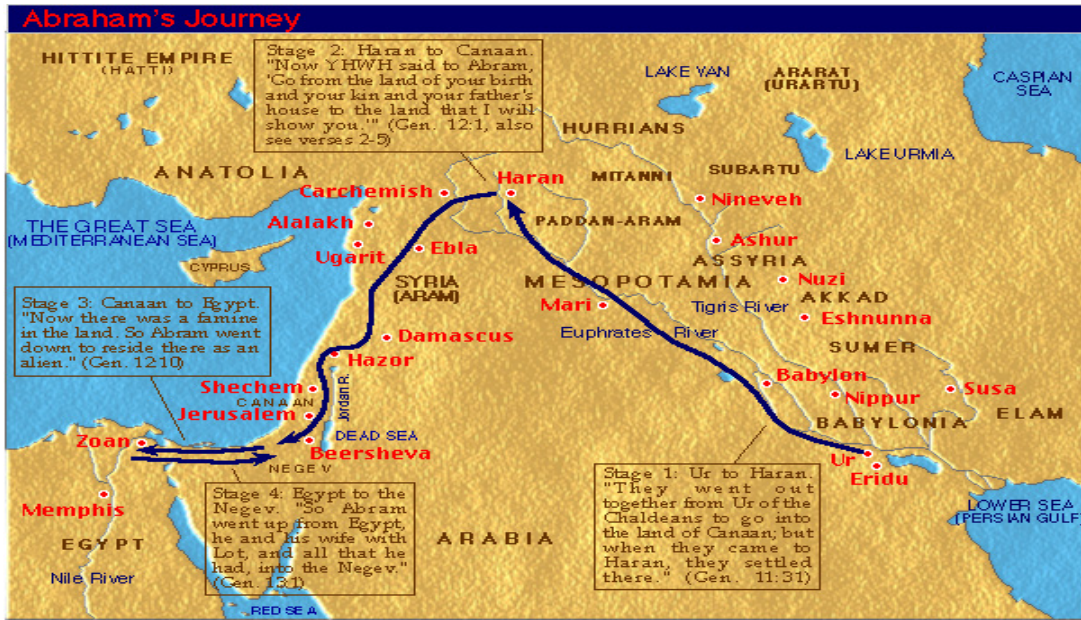 Abraham's Journey
HITTITE EMPIRE
(HATTI)
Stage 2: Haran to Canaan.
"Now YHWH said to Abram,
'Go from the land of your birth
and your kin and your father's
house to the land that I will
show you.'" (Gen. 12:1, also
see verses 2-5)
LAKE VAN
ARARAT
(URARTU)
CASPIAN
SEA
HURRIANS
LAKE URMIA
ANATOLIA
SUBARTU
MITANNI
Carchemish
Haran
Nineveh
THE GREAT SEA
(MEDITERRANEAN SEA)
Alalakh
PADDAN-ARAM
Ugarit
Ebla
Ashur
ASSYRIA
CYPRUS
SYRIA
(ARAM)
MESOPOTAMIA
Nuzi
Stage 3: Canaan to Egypt.
"Now there was a famine
in the land. So Abram went
down to reside there as an
alien." (Gen. 12:10)
Mari
Tigris River
AKKAD
Eshnunna
Euphrates River
Damascus
SUMER
Hazor
Shechem
CANAAN
Jordan R.
Babylon
Nippur
Susa
Jerusalem
ELAM
BABYLONIA
Zoan
DEAD SEA
Beersheva
NEGEV
Ur
Eridu
Stage 1: Ur to Haran.
"They went out
together from Ur of the
Chaldeans to go into
the land of Canaan; but
when they came to
Haran, they settled
there." (Gen. 11:31)
Stage 4: Egypt to the
Negev. "So Abram
went up from Egypt,
he and his wife with
Lot, and all that he
had, into the Negev."
(Gen. 13:1)
Memphis
LOWER SEA
(PERSIAN GULF)
EGYPT
ARABIA
Nile River
RED SEA